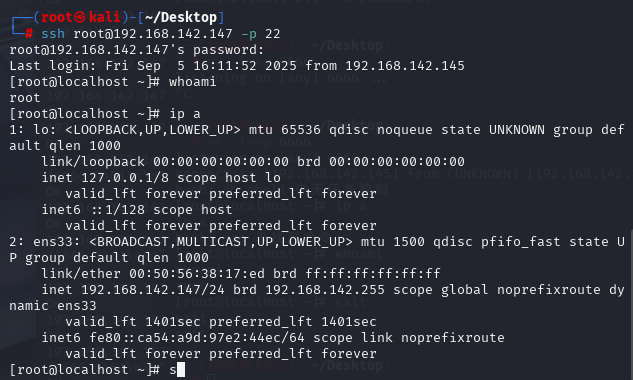 ┌──(root㉿kali)-[~/Desktop]
└─# ssh root@192.168.142.147 -p 22
root@192.168.142.147's password:
Last login: Fri Sep  5 16:11:52 2025 from 192.168.142.145
[root@localhost ~]# whoami
root
[root@localhost ~]# ip a
1: lo: <LOOPBACK,UP,LOWER_UP> mtu 65536 qdisc noqueue state UNKNOWN group def
ault qlen 1000
    link/loopback 00:00:00:00:00:00 brd 00:00:00:00:00:00
    inet 127.0.0.1/8 scope host lo
       valid_lft forever preferred_lft forever
    inet6 ::1/128 scope host
       valid_lft forever preferred_lft forever
2: ens33: <BROADCAST,MULTICAST,UP,LOWER_UP> mtu 1500 qdisc pfifo_fast state U
P group default qlen 1000
    link/ether 00:50:56:38:17:ed brd ff:ff:ff:ff:ff:ff
    inet 192.168.142.147/24 brd 192.168.142.255 scope global noprefixroute dy
namic ens33
       valid_lft 1401sec preferred_lft 1401sec
    inet6 fe80::ca54:a9d:97e2:44ec/64 scope link noprefixroute
       valid_lft forever preferred_lft forever
[root@localhost ~]# s